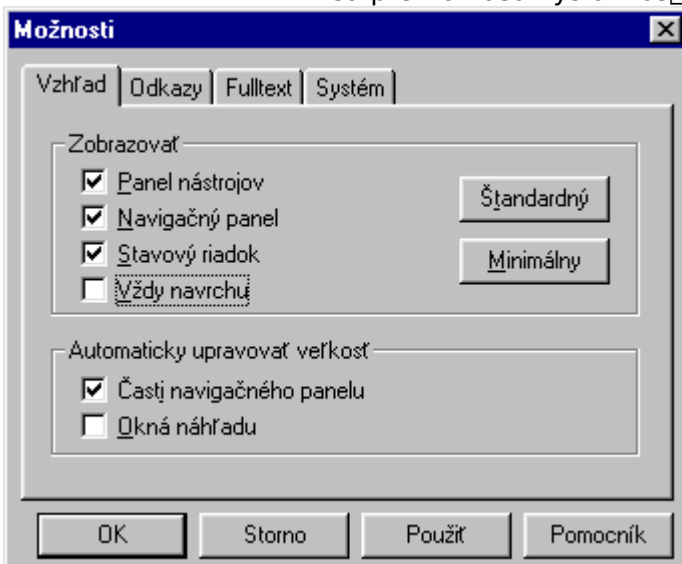 Možnosti
Vzhľad Odkazy Fulltext Systém
Zobrazovať
Panel nástrojov
Navigačný panel
Stavový riadok
Vždy navrchu
Štandardný
Minimálny
Automaticky upravovať veľkosť
Časti navigačného panelu
Okná náhľadu
OK Storno Použiť Pomocník